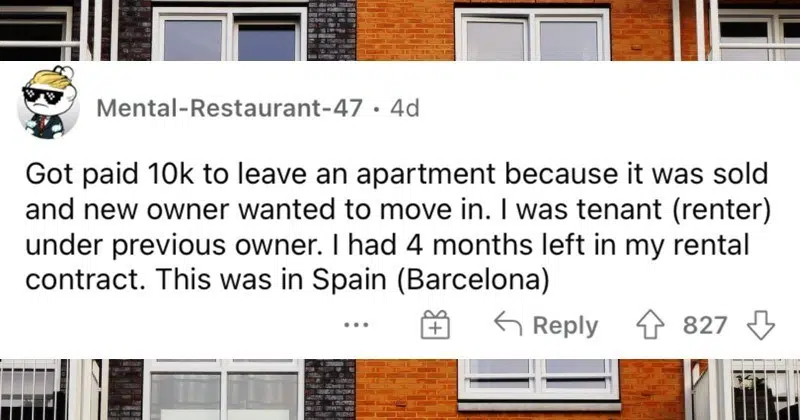 Mental-Restaurant-47 • 4d
Got paid 10k to leave an apartment because it was sold
and new owner wanted to move in. I was tenant (renter)
under previous owner. I had 4 months left in my rental
contract. This was in Spain (Barcelona)
... Reply 827